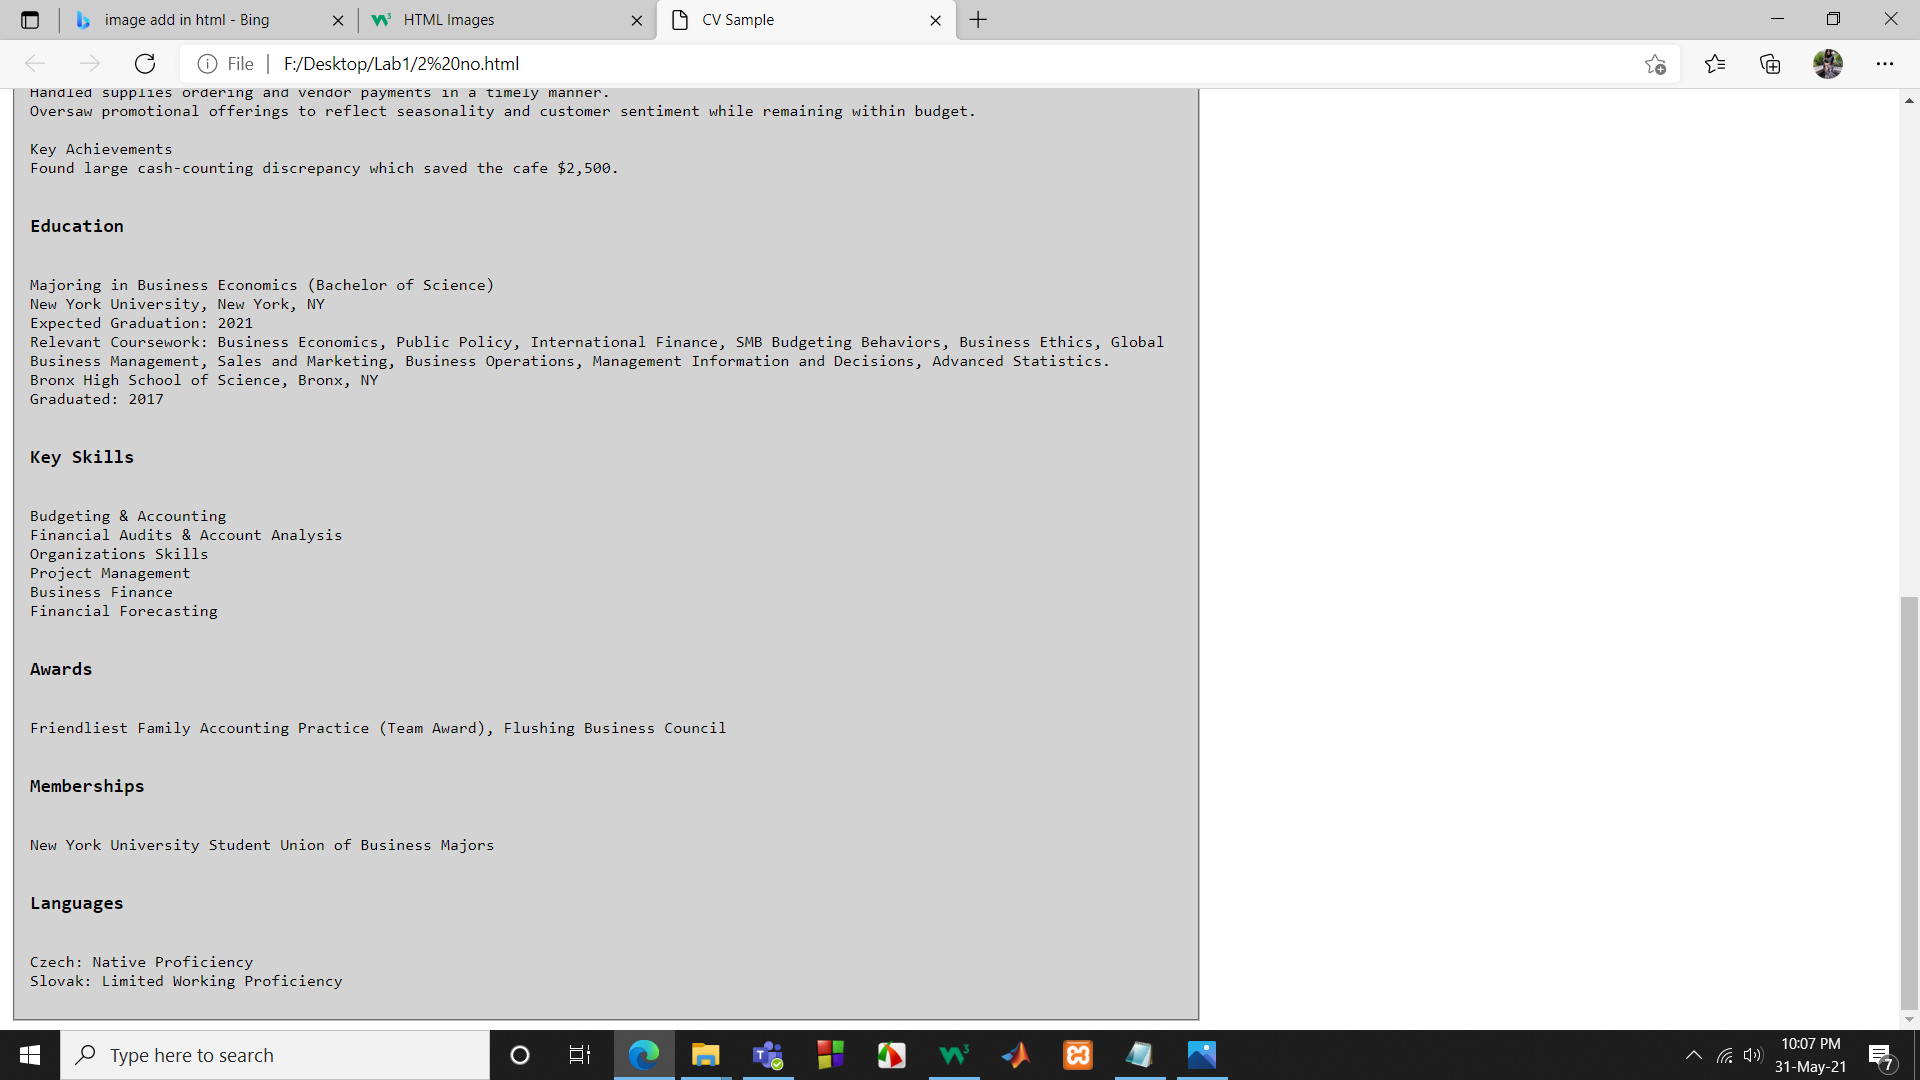 image add in html - Bing
HTML Images
CV Sample
File
F:/Desktop/Lab1/2%20no.html
Handled supplies ordering and vendor payments in a timely manner.
Oversaw promotional offerings to reflect seasonality and customer sentiment while remaining within budget.
Key Achievements
Found large cash-counting discrepancy which saved the cafe $2,500.
Education
Majoring in Business Economics (Bachelor of Science)
New York University, New York, NY
Expected Graduation: 2021
Relevant Coursework: Business Economics, Public Policy, International Finance, SMB Budgeting Behaviors, Business Ethics, Global
Business Management, Sales and Marketing, Business Operations, Management Information and Decisions, Advanced Statistics.
Bronx High School of Science, Bronx, NY
Graduated: 2017
Key Skills
Budgeting & Accounting
Financial Audits & Account Analysis
Organizations Skills
Project Management
Business Finance
Financial Forecasting
Awards
Friendliest Family Accounting Practice (Team Award), Flushing Business Council
Memberships
New York University Student Union of Business Majors
Languages
Czech: Native Proficiency
Slovak: Limited Working Proficiency
Type here to search
10:07 PM
31-May-21
7